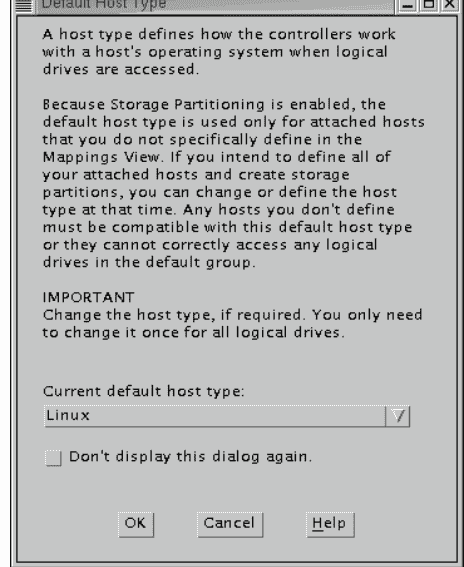 Default Host Type
A host type defines how the controllers work
with a host's operating system when logical
drives are accessed.
Because Storage Partitioning is enabled, the
default host type is used only for attached hosts
that you do not specifically define in the
Mappings View. If you intend to define all of
your attached hosts and create storage
partitions, you can change or define the host
type at that time. Any hosts you don't define
must be compatible with this default host type
or they cannot correctly access any logical
drives in the default group.
IMPORTANT
Change the host type, if required. You only need
to change it once for all logical drives.
Current default host type:
Linux
Don't display this dialog again.
OK Cancel Help